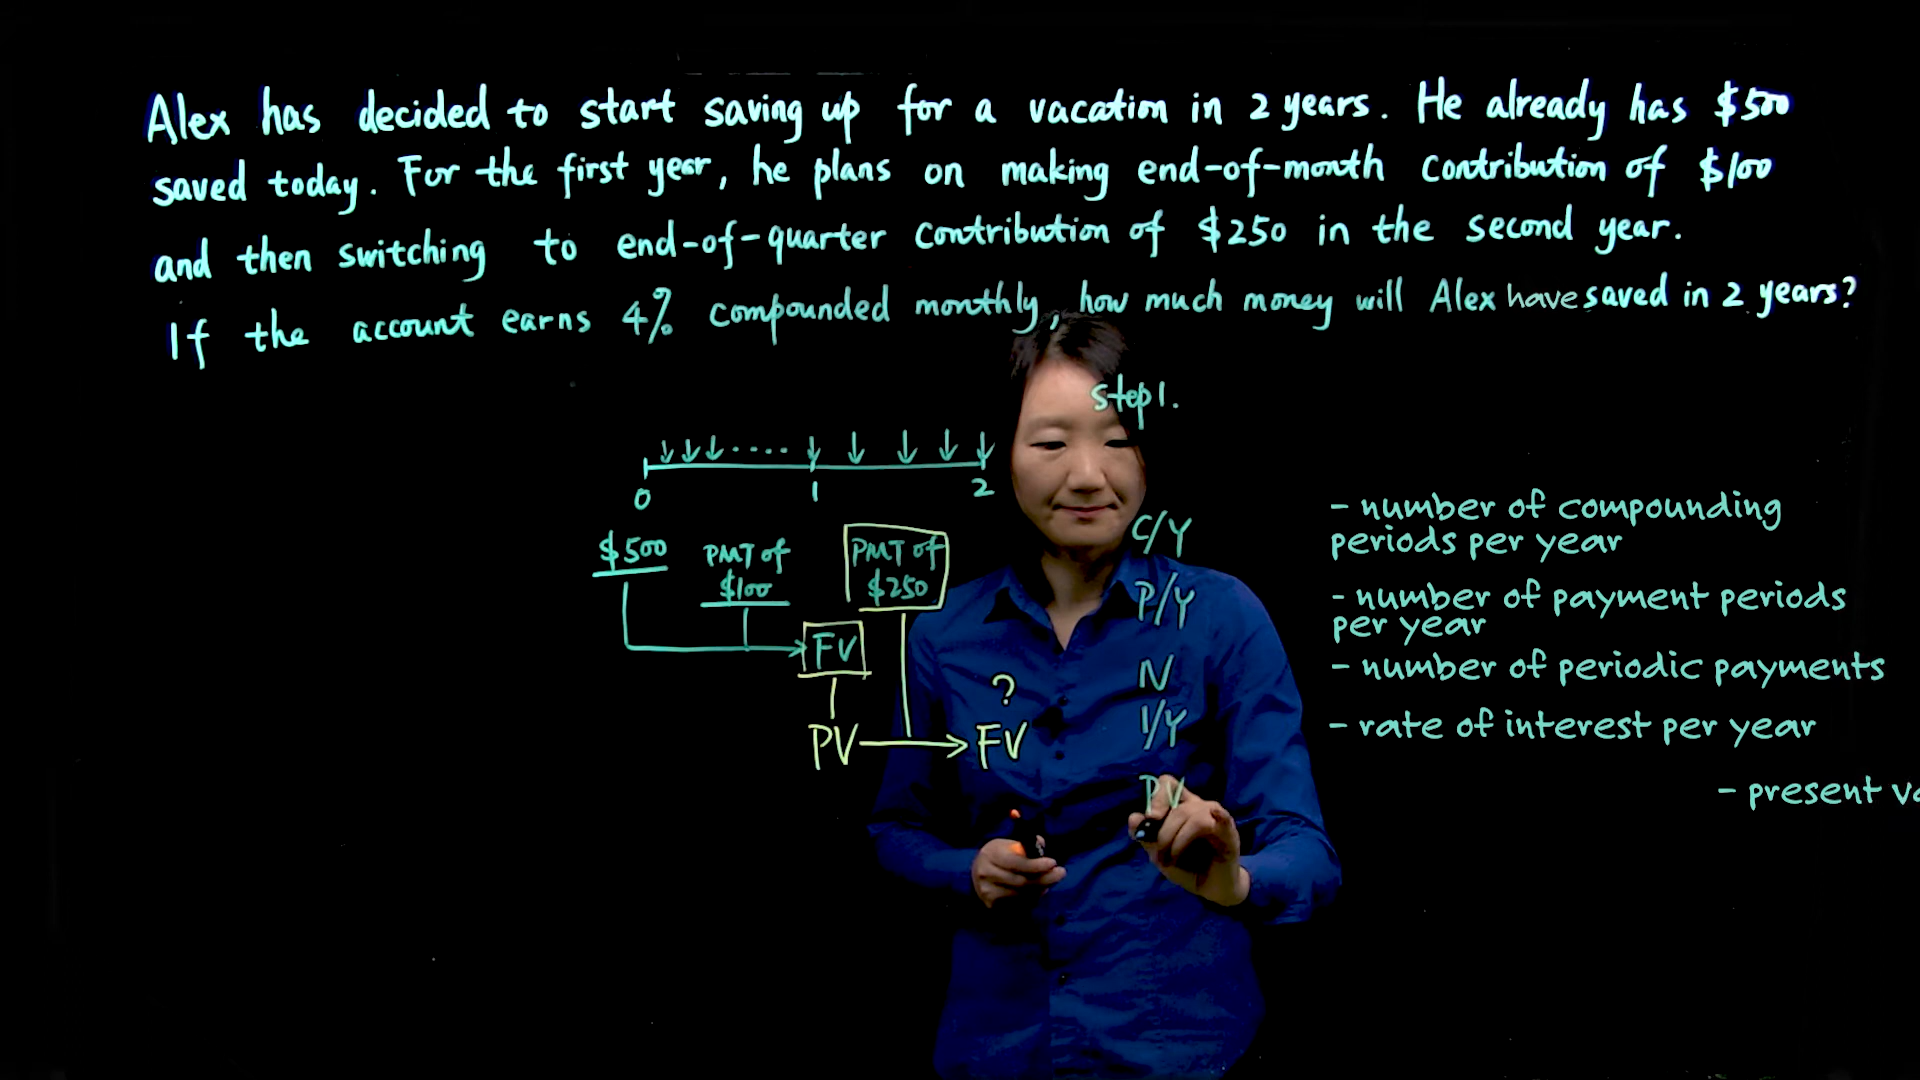 Alex has decided to start saving up for a vacation in 2 years. He already has $500
saved today. For the first year, he plans on making end-of-month contribution of $100
and then switching to end-of-quarter contribution of $250 in the second year.
If the account earns 4% compounded monthly, how much money will Alex have saved in 2 years?
step1.
0 1 2
$500
PMT of
$100
PMT of
$250
FV
?
PV FV
C/Y
- number of compounding
periods per year
P/Y
- number of payment periods
per year
N
- number of periodic payments
I/Y
- rate of interest per year
PV
- present